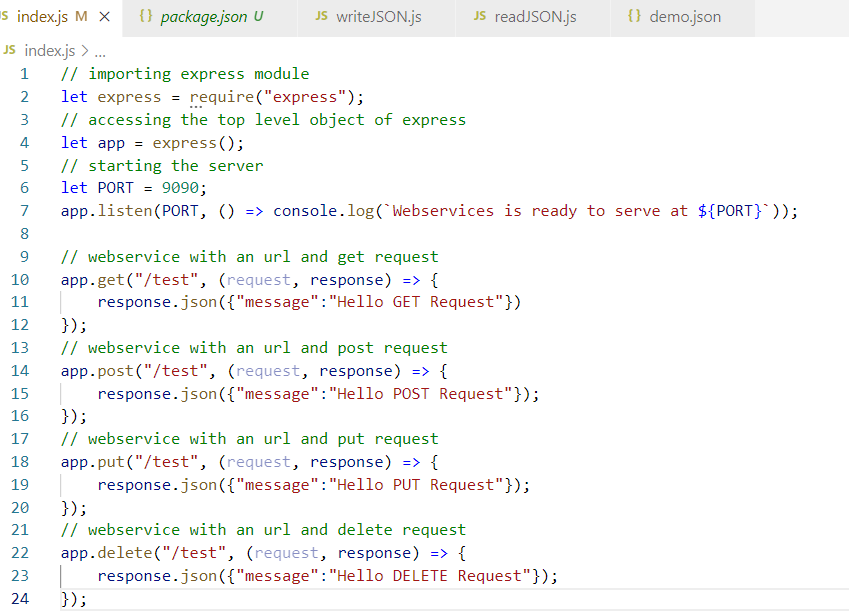 JS index.js M ×
{} package.json U
JS writeJSON.js
JS readJSON.js
{} demo.json
JS index.js > ...
1 // importing express module
2 let express = require("express");
3 // accessing the top level object of express
4 let app = express();
5 // starting the server
6 let PORT = 9090;
7 app.listen(PORT, () => console.log(`Webservices is ready to serve at ${PORT}`));
8
9 // webservice with an url and get request
10 app.get("/test", (request, response) => {
11     response.json({"message":"Hello GET Request"})
12 });
13 // webservice with an url and post request
14 app.post("/test", (request, response) => {
15     response.json({"message":"Hello POST Request"});
16 });
17 // webservice with an url and put request
18 app.put("/test", (request, response) => {
19     response.json({"message":"Hello PUT Request"});
20 });
21 // webservice with an url and delete request
22 app.delete("/test", (request, response) => {
23     response.json({"message":"Hello DELETE Request"});
24 });